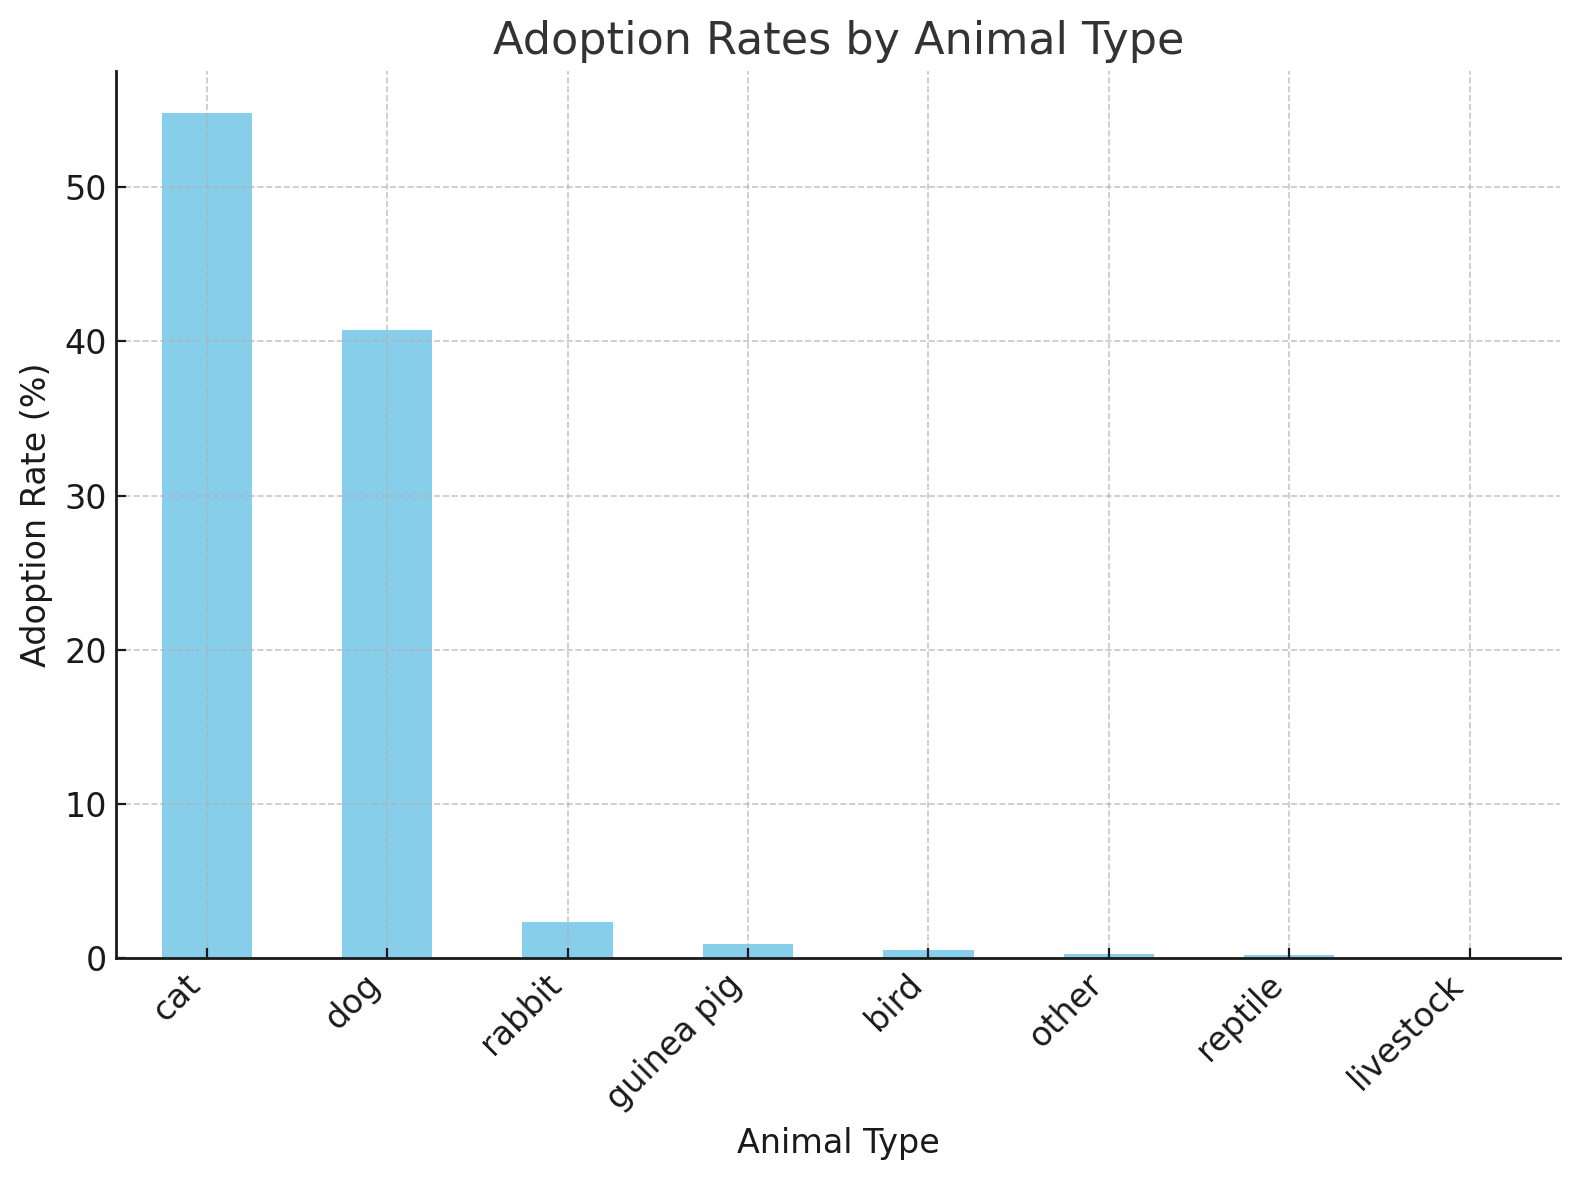 Adoption Rates by Animal Type
Adoption Rate (%)
50
40
30
20
10
0
cat
dog
rabbit
guinea pig
bird
other
reptile
livestock
Animal Type